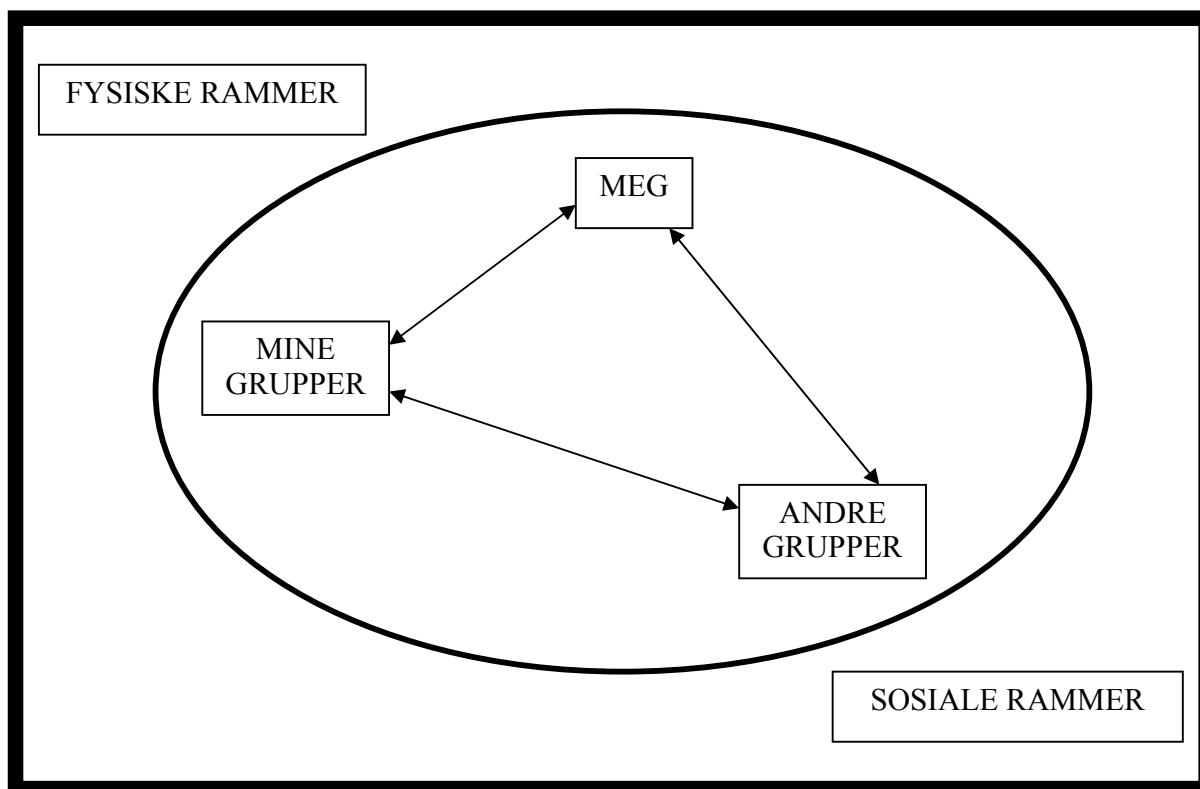 FYSISKE RAMMER
MEG
MINE
GRUPPER
ANDRE
GRUPPER
SOSIALE RAMMER